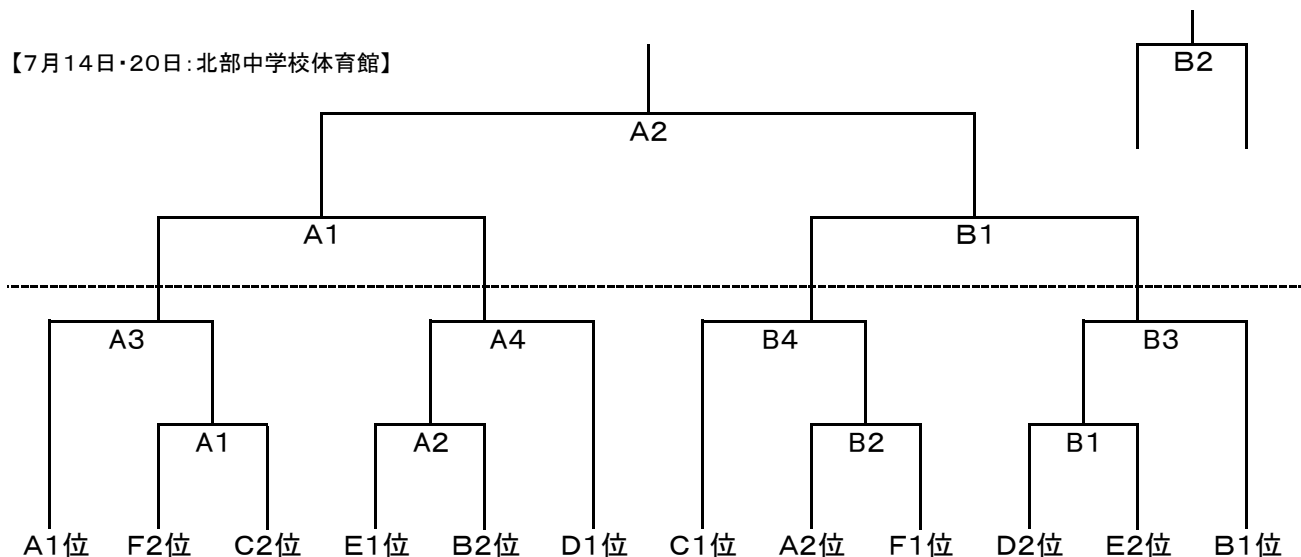 B2
【7月14日・20日：北部中学校体育館】
A2
A1 B1
A3 A4 B4 B3
A1 A2 B2 B1
A1位 F2位 C2位 E1位 B2位 D1位 C1位 A2位 F1位 D2位 E2位 B1位